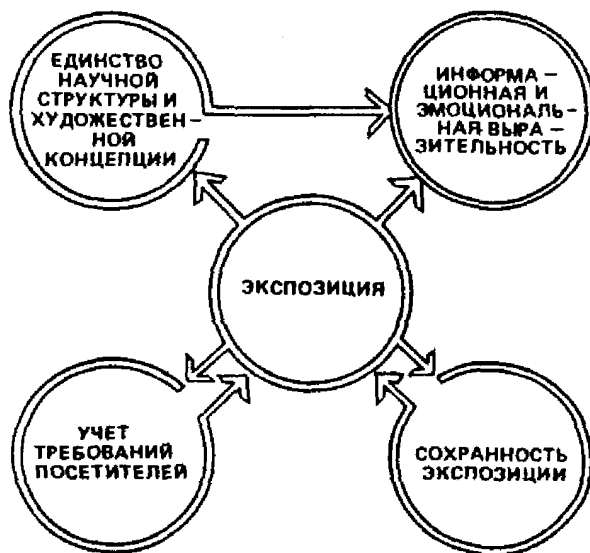 ЕДИНСТВО
НАУЧНОЙ
СТРУКТУРЫ И
ХУДОЖЕСТВЕН-
НОЙ
КОНЦЕПЦИИ
ИНФОРМА-
ЦИОННАЯ И
ЭМОЦИОНАЛЬ-
НАЯ ВЫРА-
ЗИТЕЛЬНОСТЬ
ЭКСПОЗИЦИЯ
УЧЕТ
ТРЕБОВАНИЙ
ПОСЕТИТЕЛЕЙ
СОХРАННОСТЬ
ЭКСПОЗИЦИИ